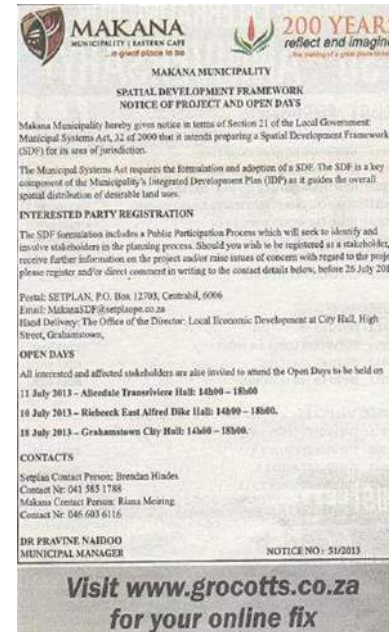 MAKANA
MUNICIPALITY | EASTERN CAPE
...a great place to be
200 YEAR
reflect and imagine
MAKANA MUNICIPALITY
SPATIAL DEVELOPMENT FRAMEWORK
NOTICE OF PROJECT AND OPEN DAYS
Makana Municipality hereby gives notice in terms of Section 21 of the Local Government:
Municipal Systems Act, 32 of 2000 that it intends preparing a Spatial Development Framework
(SDF) for its area of jurisdiction.
The Municipal Systems Act requires the formulation and adoption of a SDF. The SDF is a key
component of the Municipality's Integrated Development Plan (IDP) as it guides the overall
spatial distribution of desirable land uses.
INTERESTED PARTY REGISTRATION
The SDF formulation includes a Public Participation Process which will seek to identify and
involve stakeholders in the planning process. Should you wish to be registered as a stakeholder,
receive further information on the project and/or raise issues of concern with regard to the proje
please register and/or direct comment in writing to the contact details below, before 26 July 201
Postal: SETPLAN, P.O. Box 12703, Centrahil, 6006
Email: MakanaSDF@setplanpe.co.za
Hand Delivery: The Office of the Director: Local Economic Development at City Hall, High
Street, Grahamstown,
OPEN DAYS
All interested and affected stakeholders are also invited to attend the Open Days to be held on
11 July 2013 – Alicedale Transriviere Hall: 14h00 – 18h00
10 July 2013 – Riebeeck East Alfred Dike Hall: 14h00 – 18h00.
18 July 2013 – Grahamstown City Hall: 14h00 – 18h00.
CONTACTS
Setplan Contact Person: Brendan Hindes
Contact Nr: 041 585 1788
Makana Contact Person: Riana Meiring
Contact Nr: 046 603 6116
DR PRAVINE NAIDOO
MUNICIPAL MANAGER
NOTICE NO: 51/2013
Visit www.grocotts.co.za
for your online fix